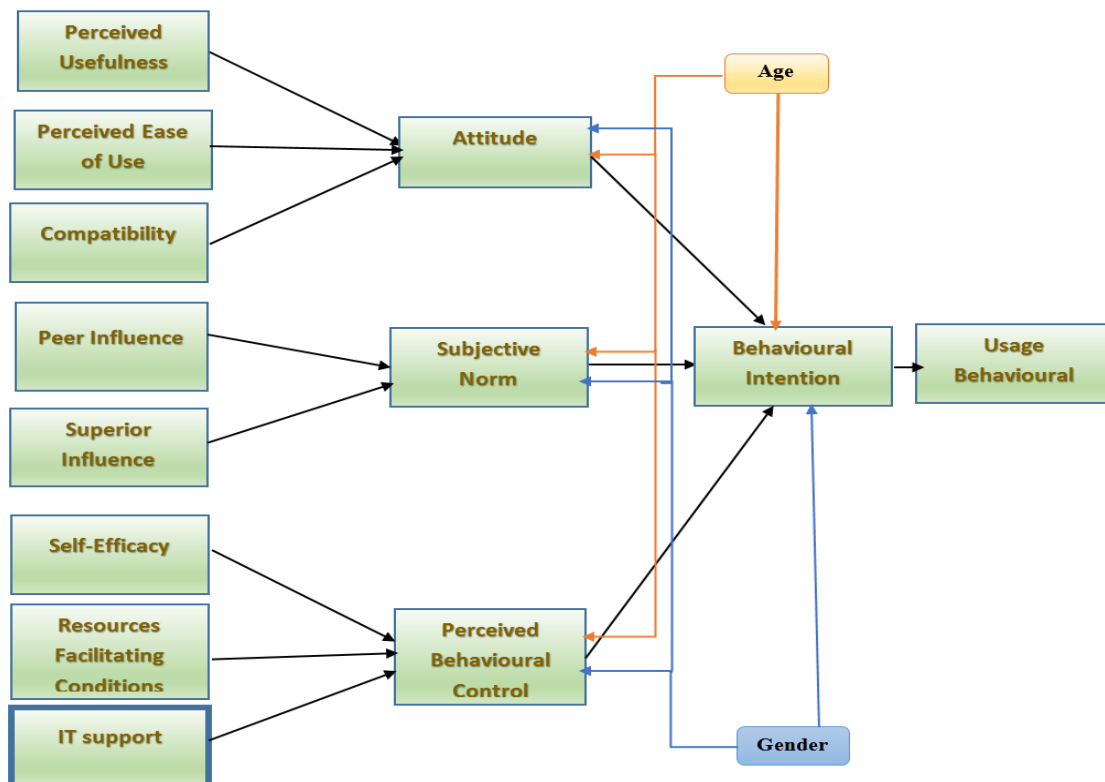 Perceived
Usefulness
Perceived Ease
of Use
Compatibility
Peer Influence
Superior
Influence
Self-Efficacy
Resources
Facilitating
Conditions
IT support
Attitude
Subjective
Norm
Perceived
Behavioural
Control
Age
Behavioural
Intention
Gender
Usage
Behavioural